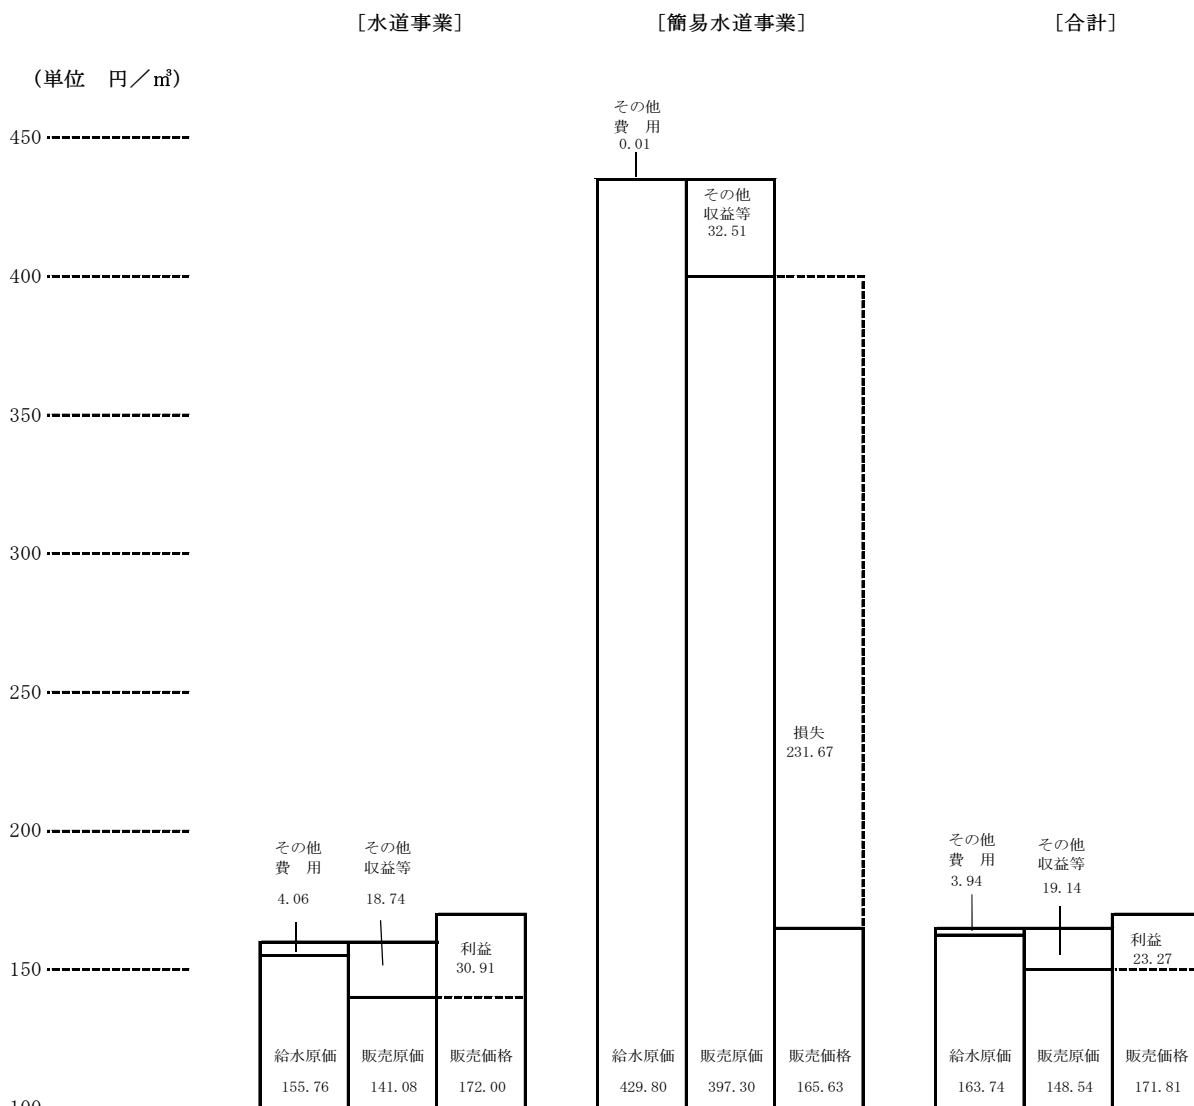 ［水道事業］
［簡易水道事業］
［合計］
（単位　円／㎥）
450
400
350
300
250
200
150
100
その他
費　用
4.06
その他
収益等
18.74
利益
30.91
給水原価
155.76
販売原価
141.08
販売価格
172.00
その他
費　用
0.01
その他
収益等
32.51
損失
231.67
給水原価
429.80
販売原価
397.30
販売価格
165.63
その他
費　用
3.94
その他
収益等
19.14
利益
23.27
給水原価
163.74
販売原価
148.54
販売価格
171.81